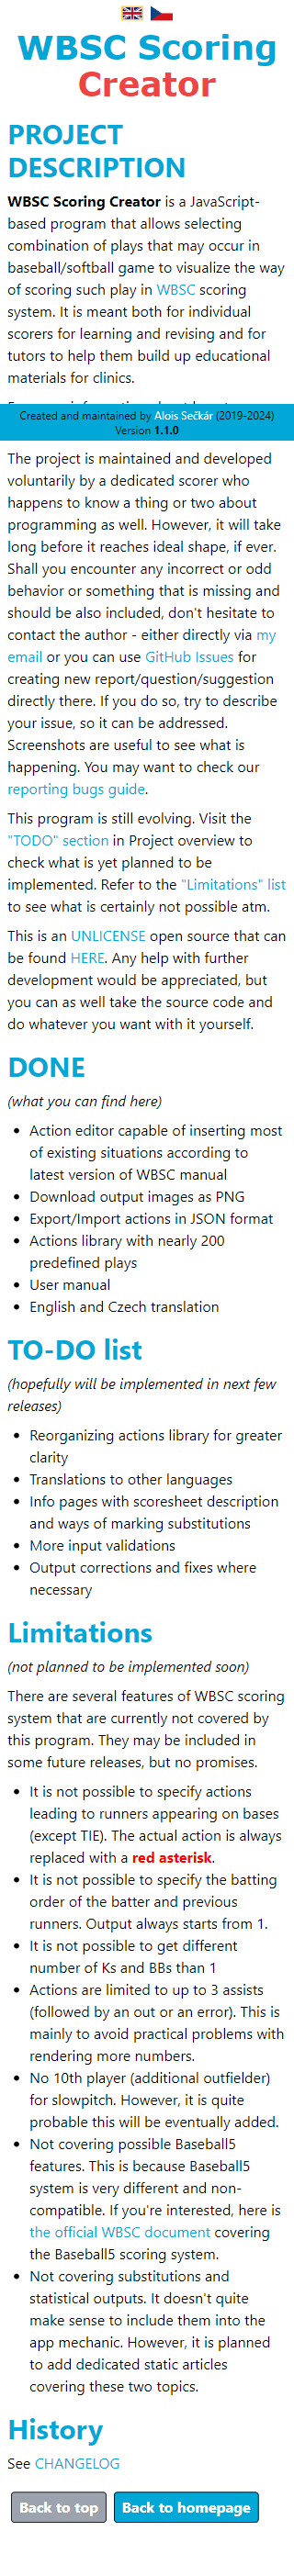 WBSC Scoring
Creator
PROJECT
DESCRIPTION
WBSC Scoring Creator is a JavaScript-
based program that allows selecting
combination of plays that may occur in
baseball/softball game to visualize the way
of scoring such play in WBSC scoring
system. It is meant both for individual
scorers for learning and revising and for
tutors to help them build up educational
materials for clinics.
Created and maintained by Alois Sečkár (2019-2024)
Version 1.1.0
The project is maintained and developed
voluntarily by a dedicated scorer who
happens to know a thing or two about
programming as well. However, it will take
long before it reaches ideal shape, if ever.
Shall you encounter any incorrect or odd
behavior or something that is missing and
should be also included, don't hesitate to
contact the author - either directly via my
email or you can use GitHub Issues for
creating new report/question/suggestion
directly there. If you do so, try to describe
your issue, so it can be addressed.
Screenshots are useful to see what is
happening. You may want to check our
reporting bugs guide.
This program is still evolving. Visit the
"TODO" section in Project overview to
check what is yet planned to be
implemented. Refer to the "Limitations" list
to see what is certainly not possible atm.
This is an UNLICENSE open source that can
be found HERE. Any help with further
development would be appreciated, but
you can as well take the source code and
do whatever you want with it yourself.
DONE
(what you can find here)
• Action editor capable of inserting most
of existing situations according to
latest version of WBSC manual
• Download output images as PNG
• Export/Import actions in JSON format
• Actions library with nearly 200
predefined plays
• User manual
• English and Czech translation
TO-DO list
(hopefully will be implemented in next few
releases)
• Reorganizing actions library for greater
clarity
• Translations to other languages
• Info pages with scoresheet description
and ways of marking substitutions
• More input validations
• Output corrections and fixes where
necessary
Limitations
(not planned to be implemented soon)
There are several features of WBSC scoring
system that are currently not covered by
this program. They may be included in
some future releases, but no promises.
• It is not possible to specify actions
leading to runners appearing on bases
(except TIE). The actual action is always
replaced with a red asterisk.
• It is not possible to specify the batting
order of the batter and previous
runners. Output always starts from 1.
• It is not possible to get different
number of Ks and BBs than 1
• Actions are limited to up to 3 assists
(followed by an out or an error). This is
mainly to avoid practical problems with
rendering more numbers.
• No 10th player (additional outfielder)
for slowpitch. However, it is quite
probable this will be eventually added.
• Not covering possible Baseball5
features. This is because Baseball5
system is very different and non-
compatible. If you're interested, here is
the official WBSC document covering
the Baseball5 scoring system.
• Not covering substitutions and
statistical outputs. It doesn't quite
make sense to include them into the
app mechanic. However, it is planned
to add dedicated static articles
covering these two topics.
History
See CHANGELOG
Back to top Back to homepage